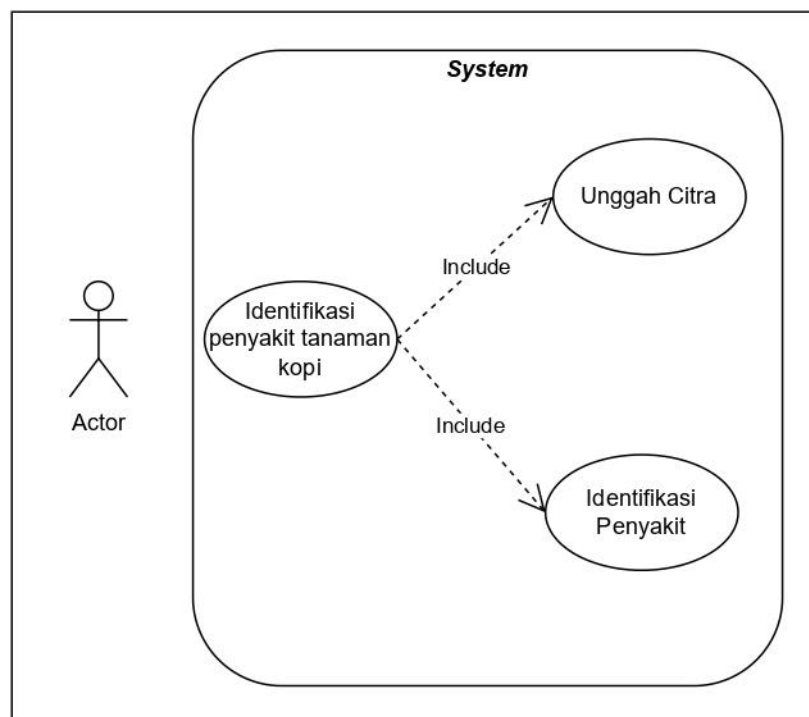 System
Unggah Citra
Include
Identifikasi
penyakit tanaman
kopi
Actor
Include
Identifikasi
Penyakit